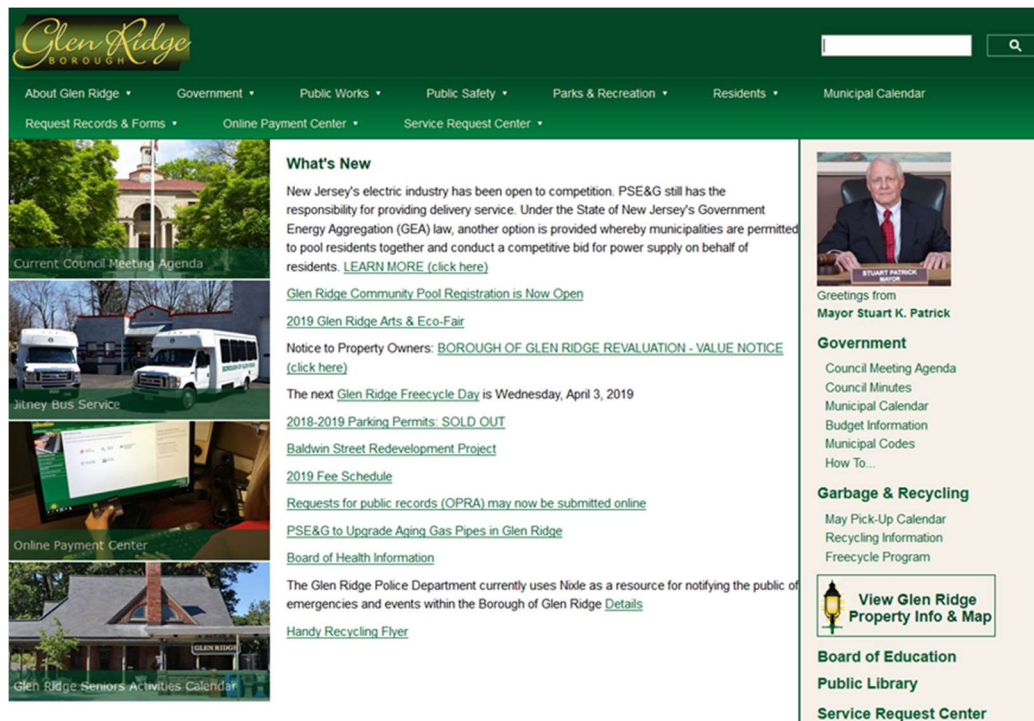 Glen Ridge
BOROUGH
About Glen Ridge
Government
Public Works
Public Safety
Parks & Recreation
Residents
Municipal Calendar
Request Records & Forms
Online Payment Center
Service Request Center
Current Council Meeting Agenda
Jitney Bus Service
BOROUGH OF GLEN RIDGE
Online Payment Center
GLEN RIDGE
Glen Ridge Seniors Activities Calendar
What's New
New Jersey's electric industry has been open to competition. PSE&G still has the
responsibility for providing delivery service. Under the State of New Jersey's Government
Energy Aggregation (GEA) law, another option is provided whereby municipalities are permitted
to pool residents together and conduct a competitive bid for power supply on behalf of
residents. LEARN MORE (click here)
Glen Ridge Community Pool Registration is Now Open
2019 Glen Ridge Arts & Eco-Fair
Notice to Property Owners: BOROUGH OF GLEN RIDGE REVALUATION - VALUE NOTICE
(click here)
The next Glen Ridge Freecycle Day is Wednesday, April 3, 2019
2018-2019 Parking Permits: SOLD OUT
Baldwin Street Redevelopment Project
2019 Fee Schedule
Requests for public records (OPRA) may now be submitted online
PSE&G to Upgrade Aging Gas Pipes in Glen Ridge
Board of Health Information
The Glen Ridge Police Department currently uses Nixle as a resource for notifying the public of
emergencies and events within the Borough of Glen Ridge Details
Handy Recycling Flyer
STUART PATRICK
MAYOR
Greetings from
Mayor Stuart K. Patrick
Government
Council Meeting Agenda
Council Minutes
Municipal Calendar
Budget Information
Municipal Codes
How To...
Garbage & Recycling
May Pick-Up Calendar
Recycling Information
Freecycle Program
View Glen Ridge
Property Info & Map
Board of Education
Public Library
Service Request Center